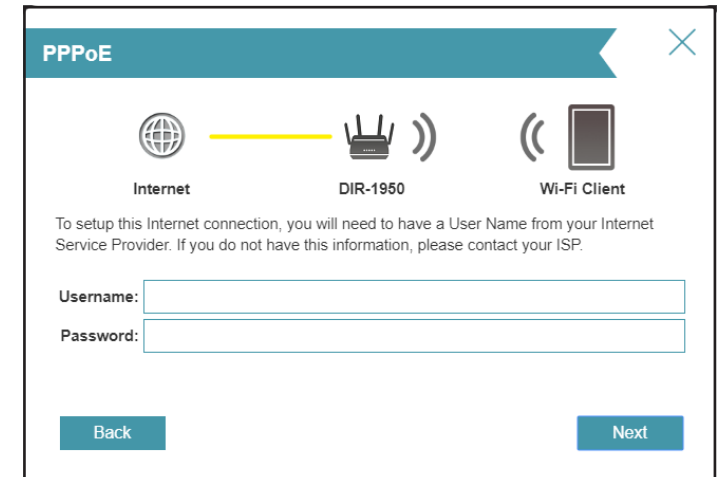 PPPoE
Internet DIR-1950 Wi-Fi Client
To setup this Internet connection, you will need to have a User Name from your Internet
Service Provider. If you do not have this information, please contact your ISP.
Username:
Password:
Back Next